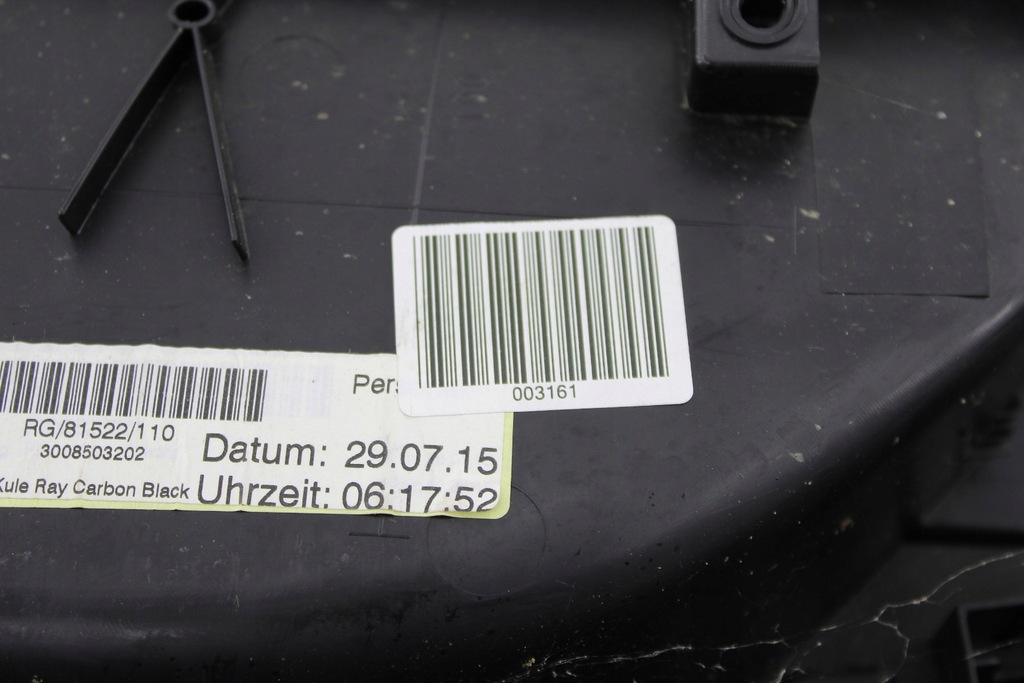 003161
Pers
RG/81522/110
3008503202
Kule Ray Carbon Black
Datum: 29.07.15
Uhrzeit: 06:17:52